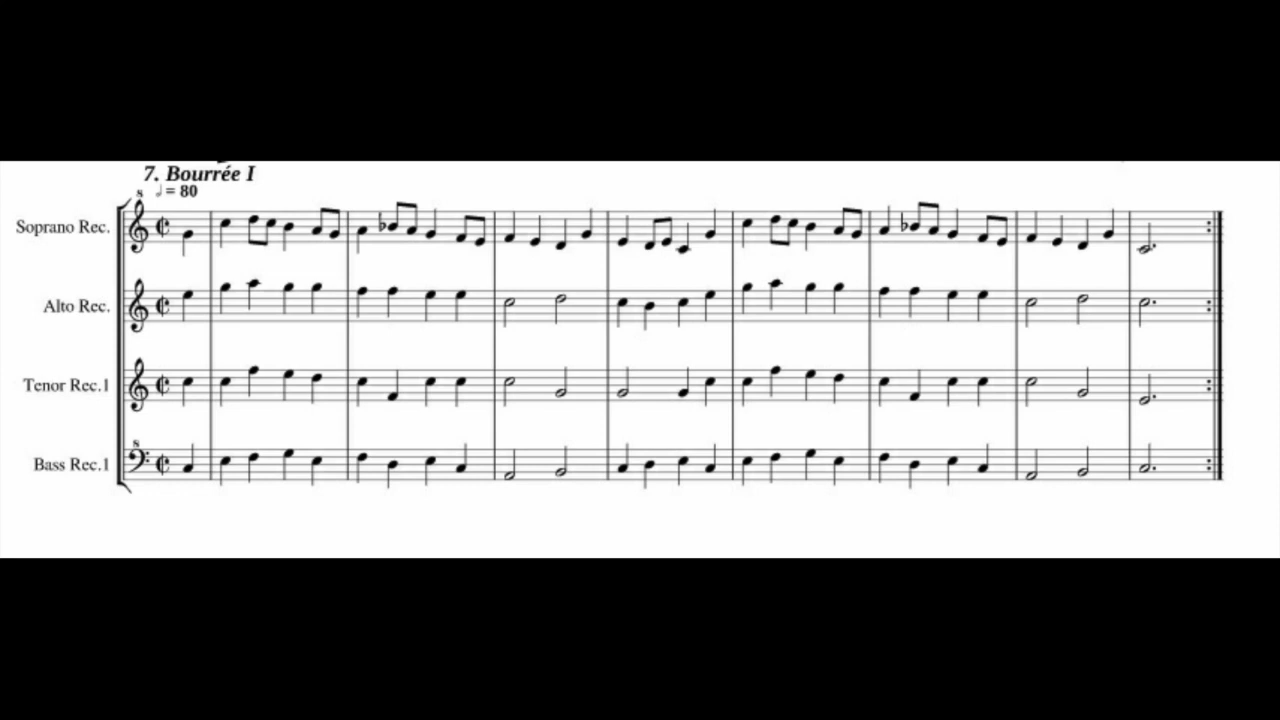 7. Bourrée I
𝅗𝅥 = 80
8
Soprano Rec.
Alto Rec.
Tenor Rec.1
8
Bass Rec.1